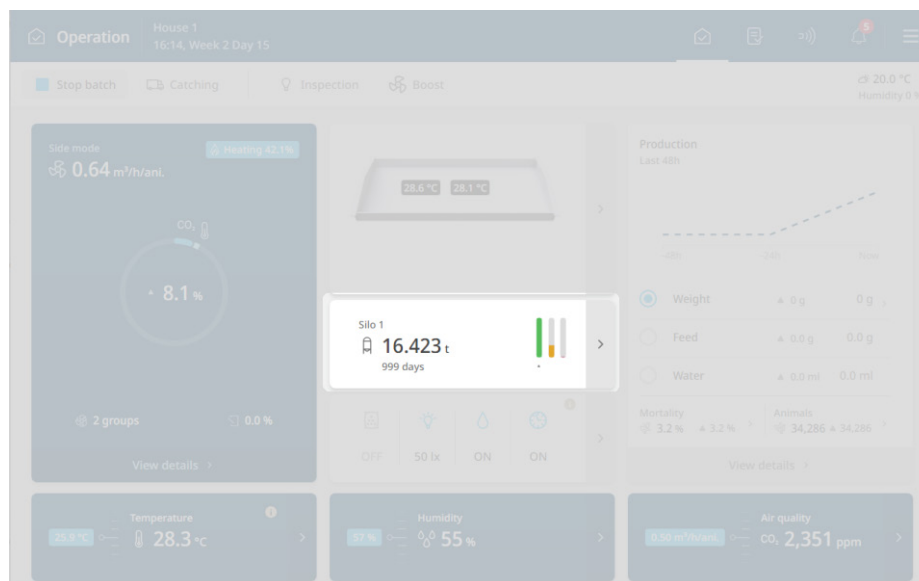 Operation
House 1
16:14, Week 2 Day 15
5
Stop batch
Catching
Inspection
Boost
20.0 °C
Humidity 0
Side mode
Heating 42.1%
0.64 m³/h/ani.
CO₂
8.1 %
2 groups
0.0 %
View details
28.6 °C
28.1 °C
Silo 1
16.423 t
999 days
OFF
50 lx
ON
ON
Production
Last 48h
-24h
Now
Weight
0 g
0 g
Feed
0.0 g
0.0 g
Water
0.0 ml
0.0 ml
Mortality
3.2 %
3.2 %
Animals
34,286
34,286
View details
Temperature
25.9 °C
28.3 °C
Humidity
57 %
55 %
Air quality
0.50 m³/h/ani.
CO₂ 2,351 ppm